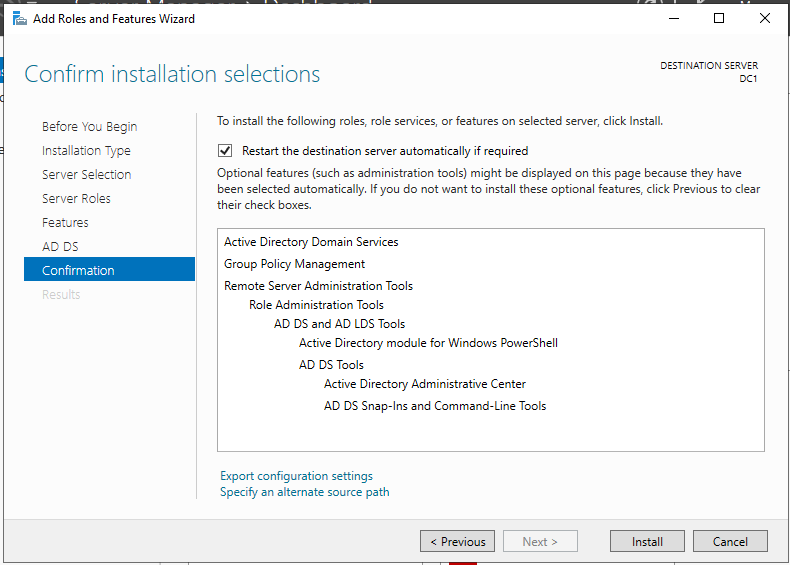 Add Roles and Features Wizard
Confirm installation selections
DESTINATION SERVER
DC1
Before You Begin
Installation Type
Server Selection
Server Roles
Features
AD DS
Confirmation
Results
To install the following roles, role services, or features on selected server, click Install.
Restart the destination server automatically if required
Optional features (such as administration tools) might be displayed on this page because they have
been selected automatically. If you do not want to install these optional features, click Previous to clear
their check boxes.
Active Directory Domain Services
Group Policy Management
Remote Server Administration Tools
Role Administration Tools
AD DS and AD LDS Tools
Active Directory module for Windows PowerShell
AD DS Tools
Active Directory Administrative Center
AD DS Snap-Ins and Command-Line Tools
Export configuration settings
Specify an alternate source path
< Previous
Next >
Install
Cancel